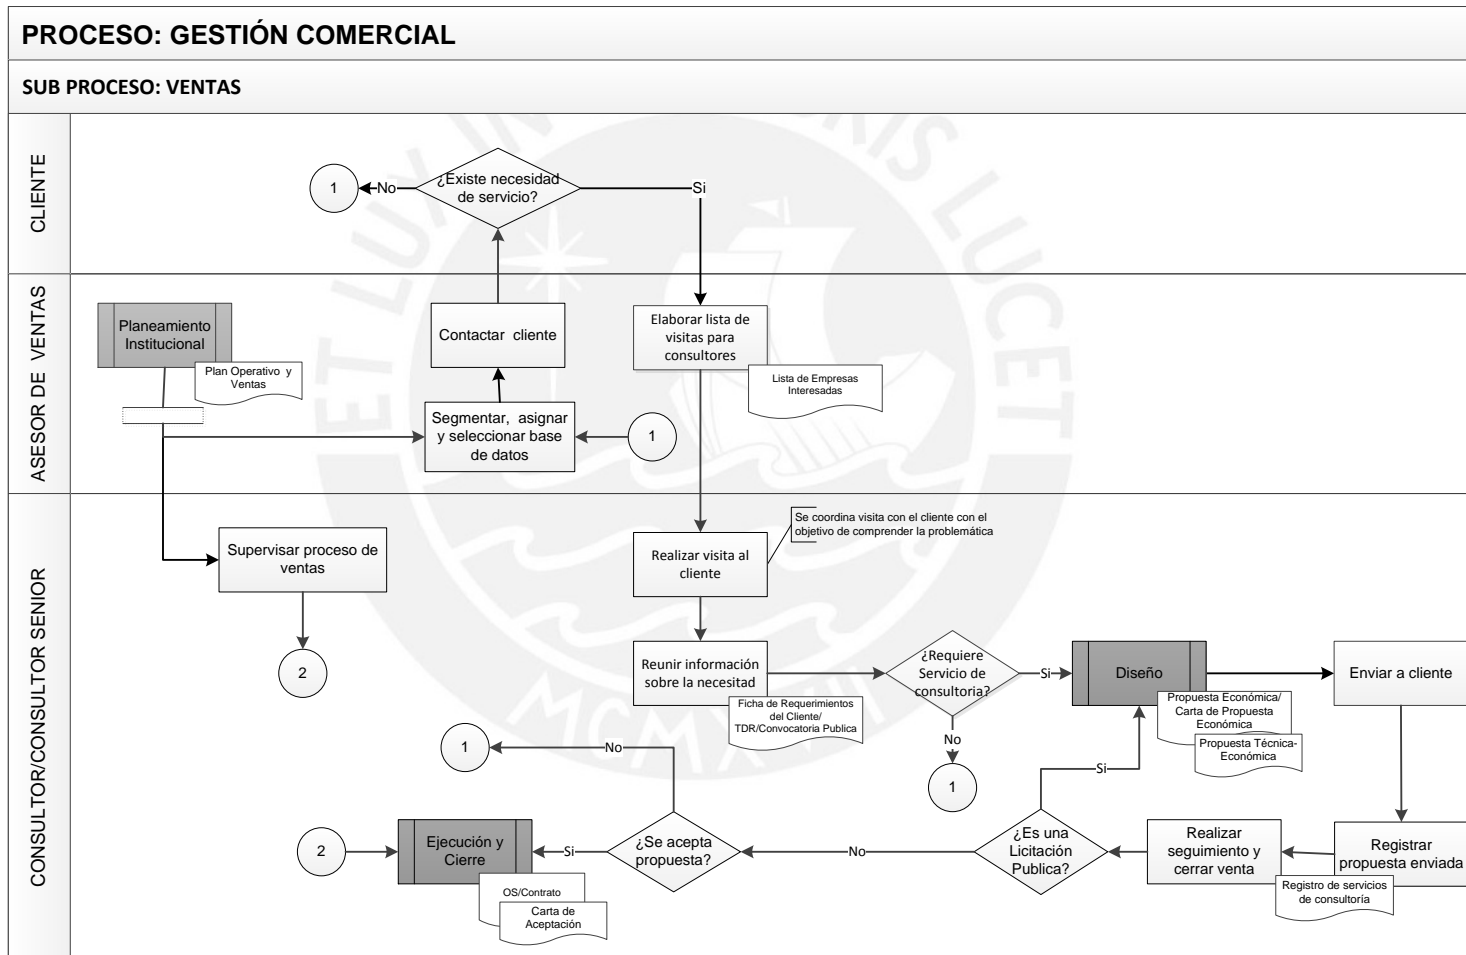 PROCESO: GESTIÓN COMERCIAL
SUB PROCESO: VENTAS
CLIENTE
1
No
¿Existe necesidad
de servicio?
Si
ASESOR DE VENTAS
Planeamiento
Institucional
Plan Operativo y
Ventas
Contactar cliente
Segmentar, asignar
y seleccionar base
de datos
1
Elaborar lista de
visitas para
consultores
Lista de Empresas
Interesadas
CONSULTOR/CONSULTOR SENIOR
Supervisar proceso de
ventas
2
Se coordina visita con el cliente con el
objetivo de comprender la problemática
Realizar visita al
cliente
Reunir información
sobre la necesitad
Ficha de Requerimientos
del Cliente/
TDR/Convocatoria Publica
¿Requiere
Servicio de
consultoria?
Si
No
1
Diseño
Propuesta Económica/
Carta de Propuesta
Económica
Propuesta Técnica-
Económica
Enviar a cliente
Registrar
propuesta enviada
Realizar
seguimiento y
cerrar venta
Registro de servicios
de consultoría
¿Es una
Licitación
Publica?
Si
No
¿Se acepta
propuesta?
No
1
Si
Ejecución y
Cierre
OS/Contrato
Carta de
Aceptación
2
ET LUX IN
BRIS LUCET
MCMXVII